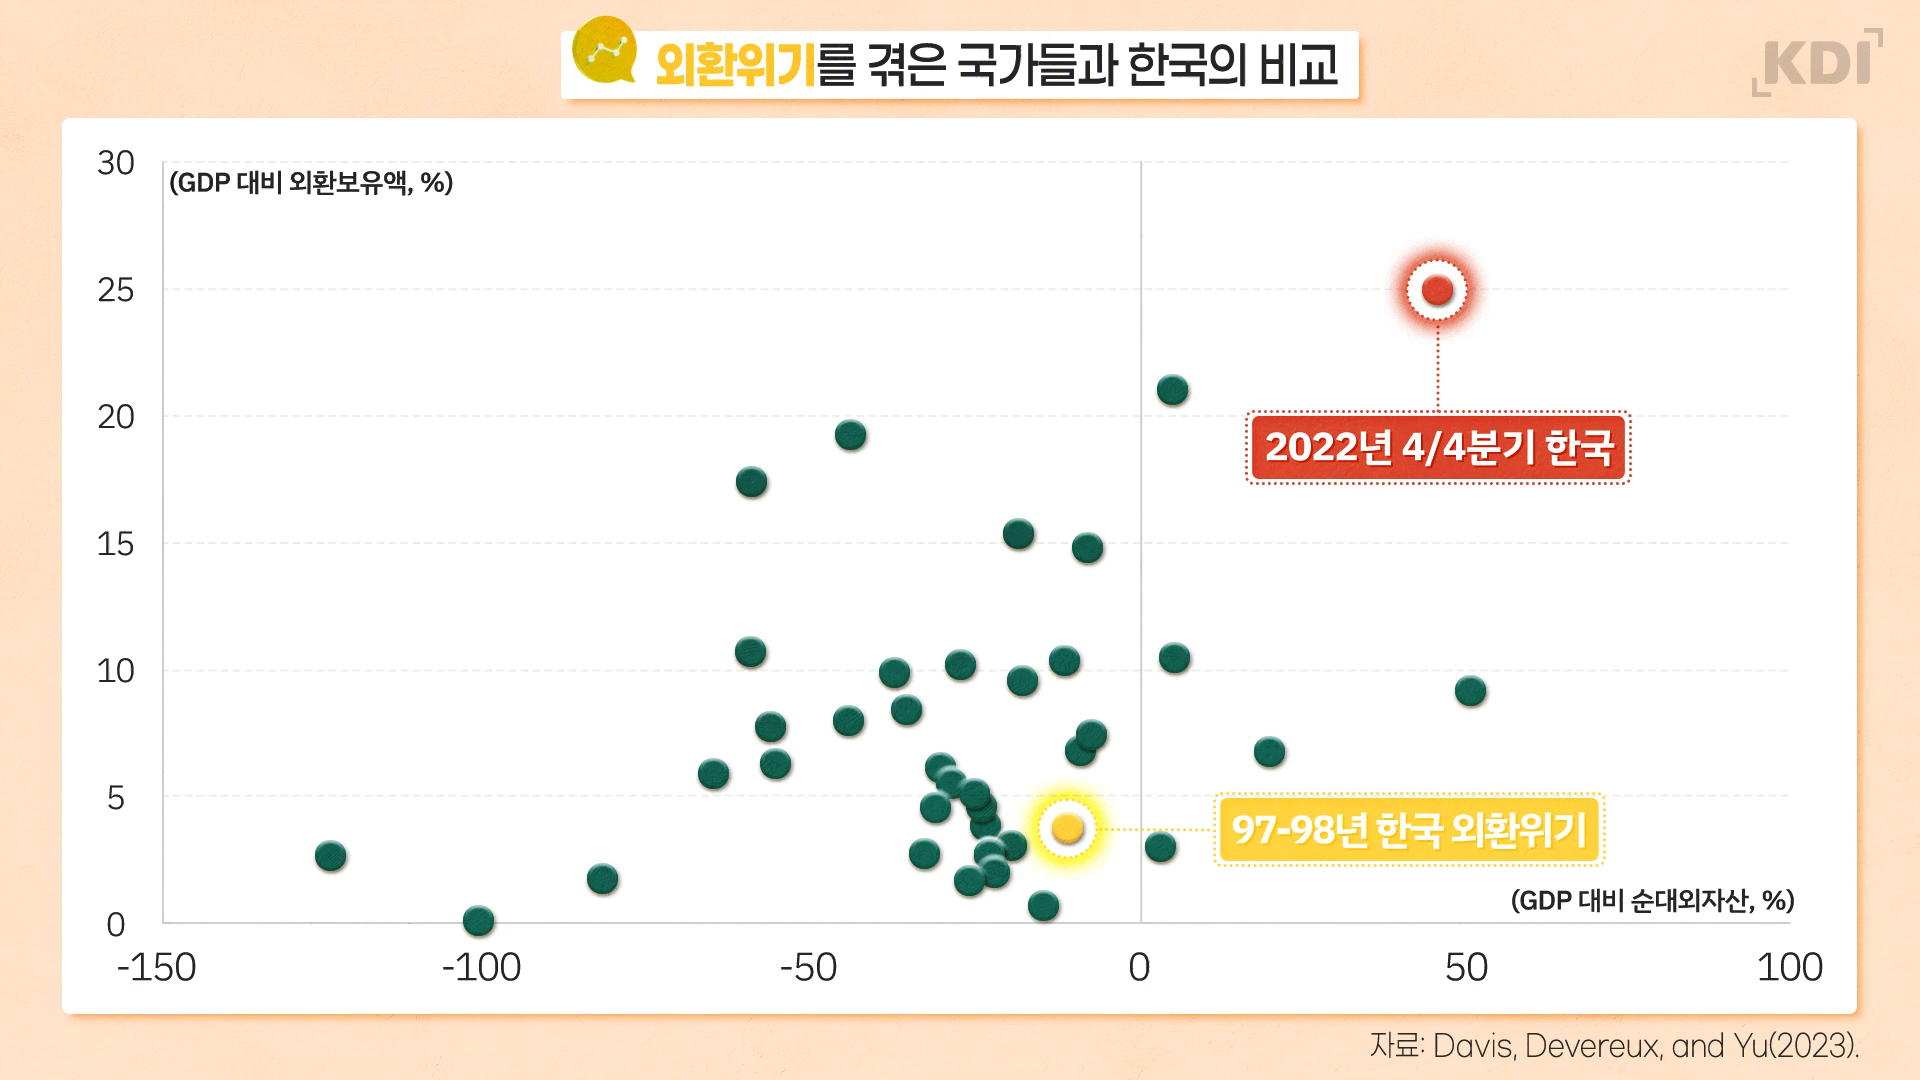 외환위기를 겪은 국가들과 한국의 비교
KDI
30
(GDP 대비 외환보유액, %)
25
20
2022년 4/4분기 한국
15
10
5
97-98년 한국 외환위기
(GDP 대비 순대외자산, %)
0
-150 -100 -50 0 50 100
자료: Davis, Devereux, and Yu(2023).